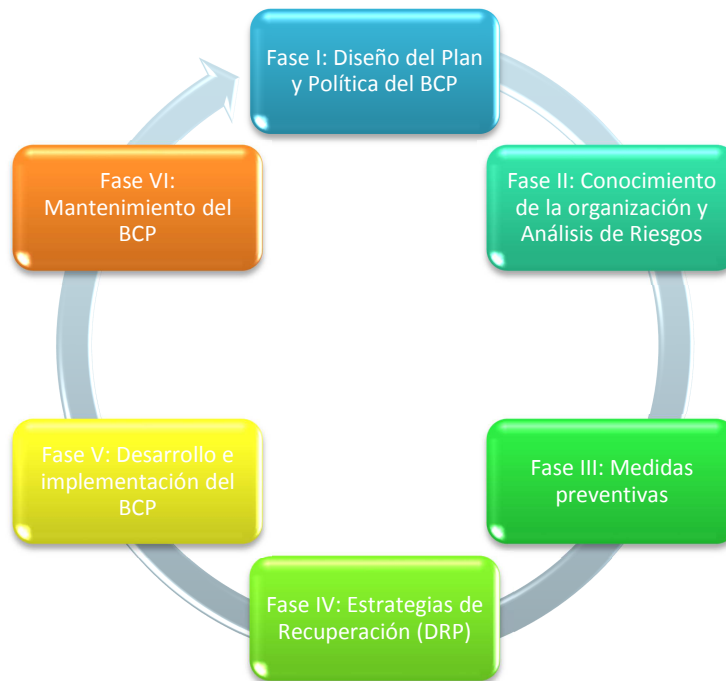 Fase I: Diseño del Plan
y Política del BCP
Fase II: Conocimiento
de la organización y
Análisis de Riesgos
Fase III: Medidas
preventivas
Fase IV: Estrategias de
Recuperación (DRP)
Fase V: Desarrollo e
implementación del
BCP
Fase VI:
Mantenimiento del
BCP